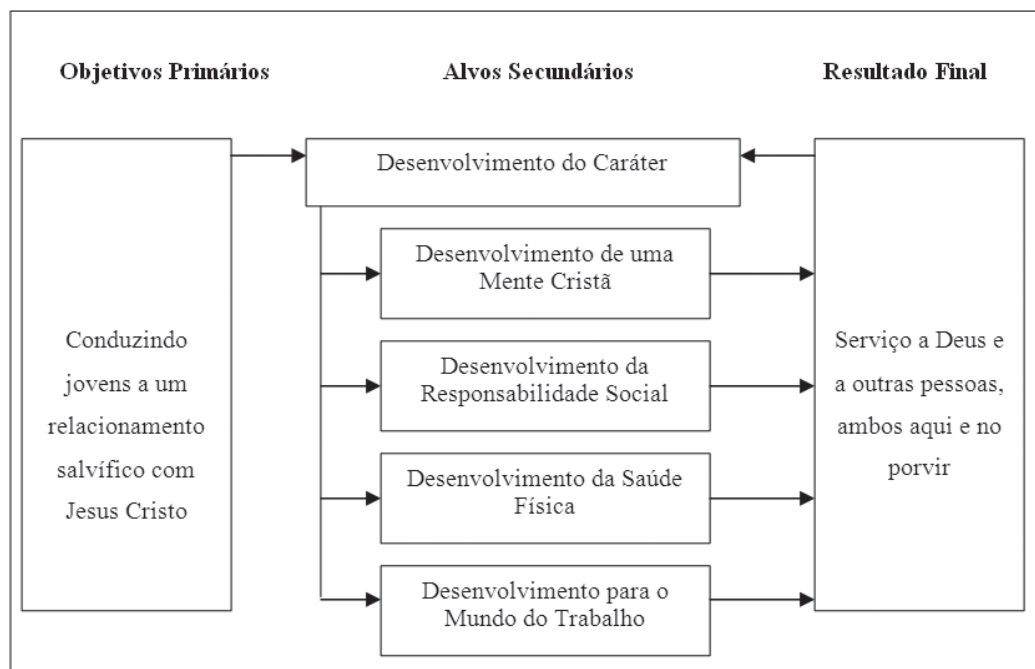 Objetivos Primários
Alvos Secundários
Resultado Final
Conduzindo
jovens a um
relacionamento
salvífico com
Jesus Cristo
Desenvolvimento do Caráter
Desenvolvimento de uma
Mente Cristã
Desenvolvimento da
Responsabilidade Social
Desenvolvimento da Saúde
Física
Desenvolvimento para o
Mundo do Trabalho
Serviço a Deus e
a outras pessoas,
ambos aqui e no
porvir